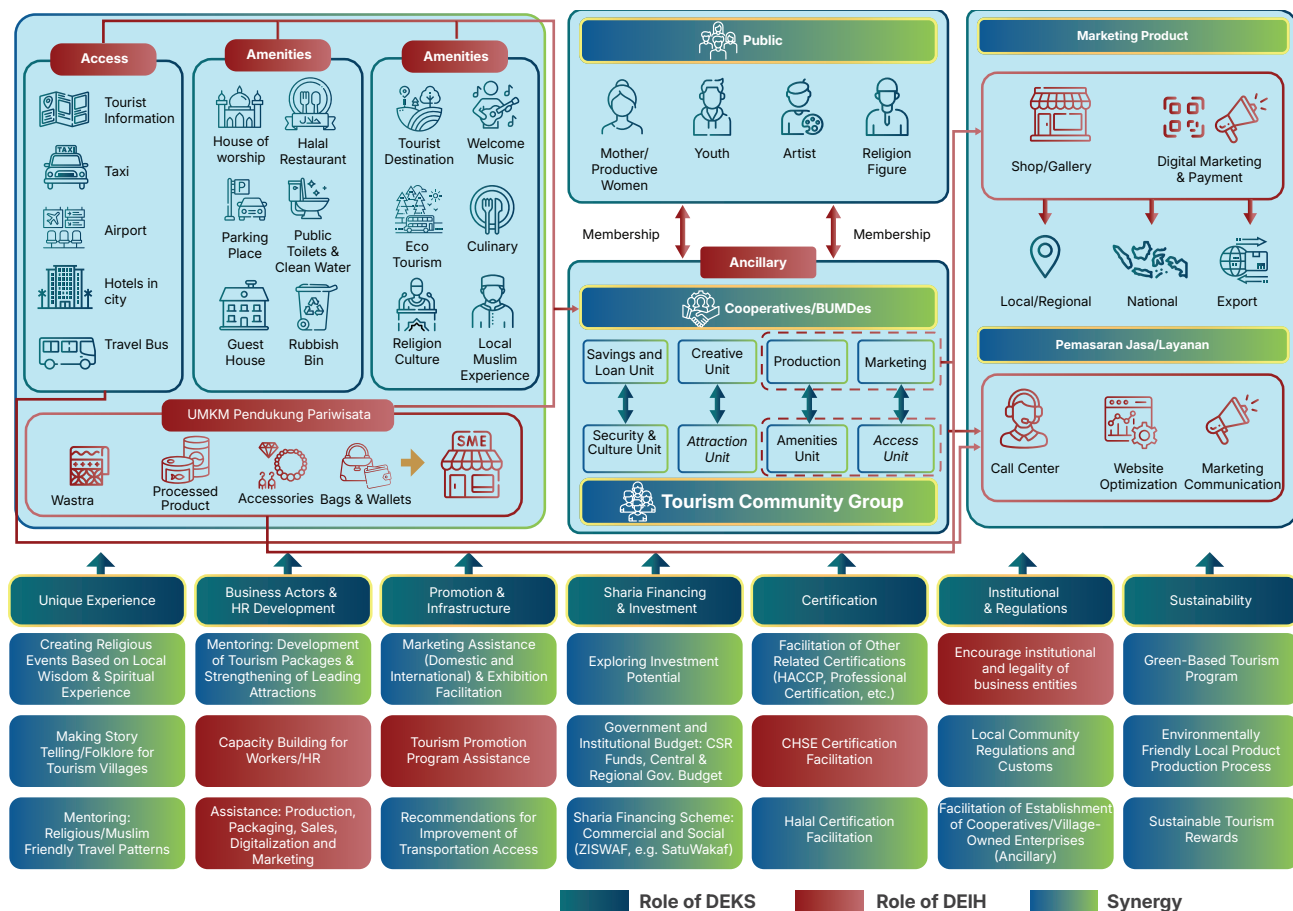 Access
Tourist
Information
Taxi
TAXI
Airport
Hotels in
city
Travel Bus
Amenities
House of
worship
Halal
Restaurant
حلال
P
Parking
Place
Public
Toilets &
Clean Water
Guest
House
Rubbish
Bin
Amenities
Tourist
Destination
Welcome
Music
Eco
Tourism
Culinary
Religion
Culture
Local
Muslim
Experience
UMKM Pendukung Pariwisata
Wastra
Processed
Product
Accessories
Bags & Wallets
SME
Public
Mother/
Productive
Women
Youth
Artist
Religion
Figure
Membership
Membership
Ancillary
Cooperatives/BUMDes
Savings and
Loan Unit
Creative
Unit
Production
Marketing
Security &
Culture Unit
Attraction
Unit
Amenities
Unit
Access
Unit
Tourism Community Group
Marketing Product
Shop/Gallery
Digital Marketing
& Payment
Local/Regional
National
Export
Pemasaran Jasa/Layanan
Call Center
Website
Optimization
Marketing
Communication
Unique Experience
Business Actors &
HR Development
Promotion &
Infrastructure
Sharia Financing
& Investment
Certification
Institutional
& Regulations
Sustainability
Creating Religious
Events Based on Local
Wisdom & Spiritual
Experience
Mentoring: Development
of Tourism Packages &
Strengthening of Leading
Attractions
Marketing Assistance
(Domestic and
International) & Exhibition
Facilitation
Exploring Investment
Potential
Facilitation of Other
Related Certifications
(HACCP, Professional
Certification, etc.)
Encourage institutional
and legality of
business entities
Green-Based Tourism
Program
Making Story
Telling/Folklore for
Tourism Villages
Capacity Building for
Workers/HR
Tourism Promotion
Program Assistance
Government and
Institutional Budget: CSR
Funds, Central &
Regional Gov. Budget
CHSE Certification
Facilitation
Local Community
Regulations and
Customs
Environmentally
Friendly Local Product
Production Process
Mentoring:
Religious/Muslim
Friendly Travel Patterns
Assistance: Production,
Packaging, Sales,
Digitalization and
Marketing
Recommendations for
Improvement of
Transportation Access
Sharia Financing Scheme:
Commercial and Social
(ZISWAF, e.g. SatuWakaf)
Halal Certification
Facilitation
Facilitation of Establishment
of Cooperatives/Village-
Owned Enterprises
(Ancillary)
Sustainable Tourism
Rewards
Role of DEKS
Role of DEIH
Synergy